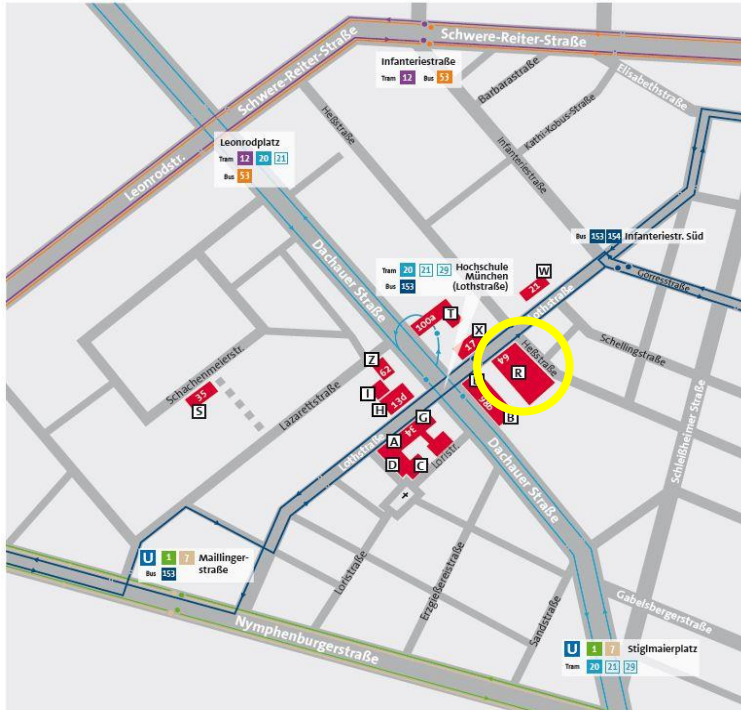 Schwere-Reiter-Straße
Schwere-Reiter-Straße
Infanteriestraße
Tram 12 Bus 53
Barbarastraße
Elisabethstraße
Kathi-Kobus-Straße
Heßstraße
Schwere-Reiter-Straße
Infanteriestraße
Leonrodplatz
Tram 12 20 21
Bus 53
Leonrodstr.
Dachauer Straße
Bus 153 154 Infanteriestr. Süd
Görresstraße
Tram 20 21 29 Hochschule
München
Bus 153 (Lothstraße)
W
21
Lothstraße
T
100a
X
17
Schellingstraße
Heßstraße
64
R
Z
62
Schachenmeierstr.
35
S
I
H
13d
Lazarettstraße
98b
B
G
34
A
D
C
Lothstraße
Loristr.
Dachauer Straße
Schleißheimer Straße
U 1 7 Maillinger-
Bus 153 straße
Loristraße
Erzgießereistraße
Sandstraße
Gabelsbergerstraße
Nymphenburgerstraße
U 1 7 Stiglmaierplatz
Tram 20 21 29